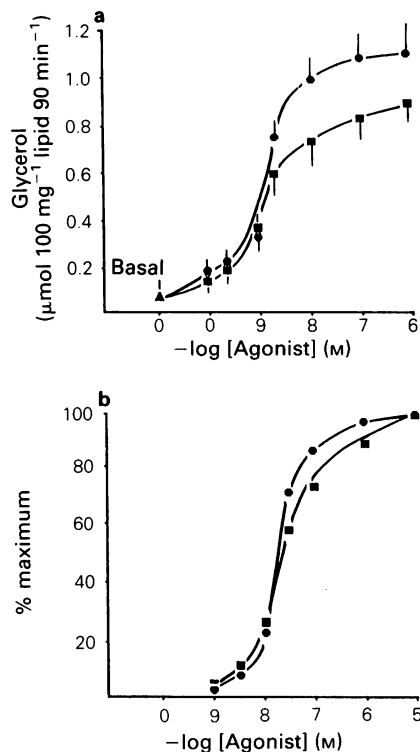 a
Glycerol
(μmol 100 mg⁻¹ lipid 90 min⁻¹)
1.2
1.0
0.8
0.6
0.4
0.2
Basal
0 0 9 8 7 6
−log [Agonist] (M)
b
% maximum
100
80
60
40
20
0 9 8 7 6 5
−log [Agonist] (M)